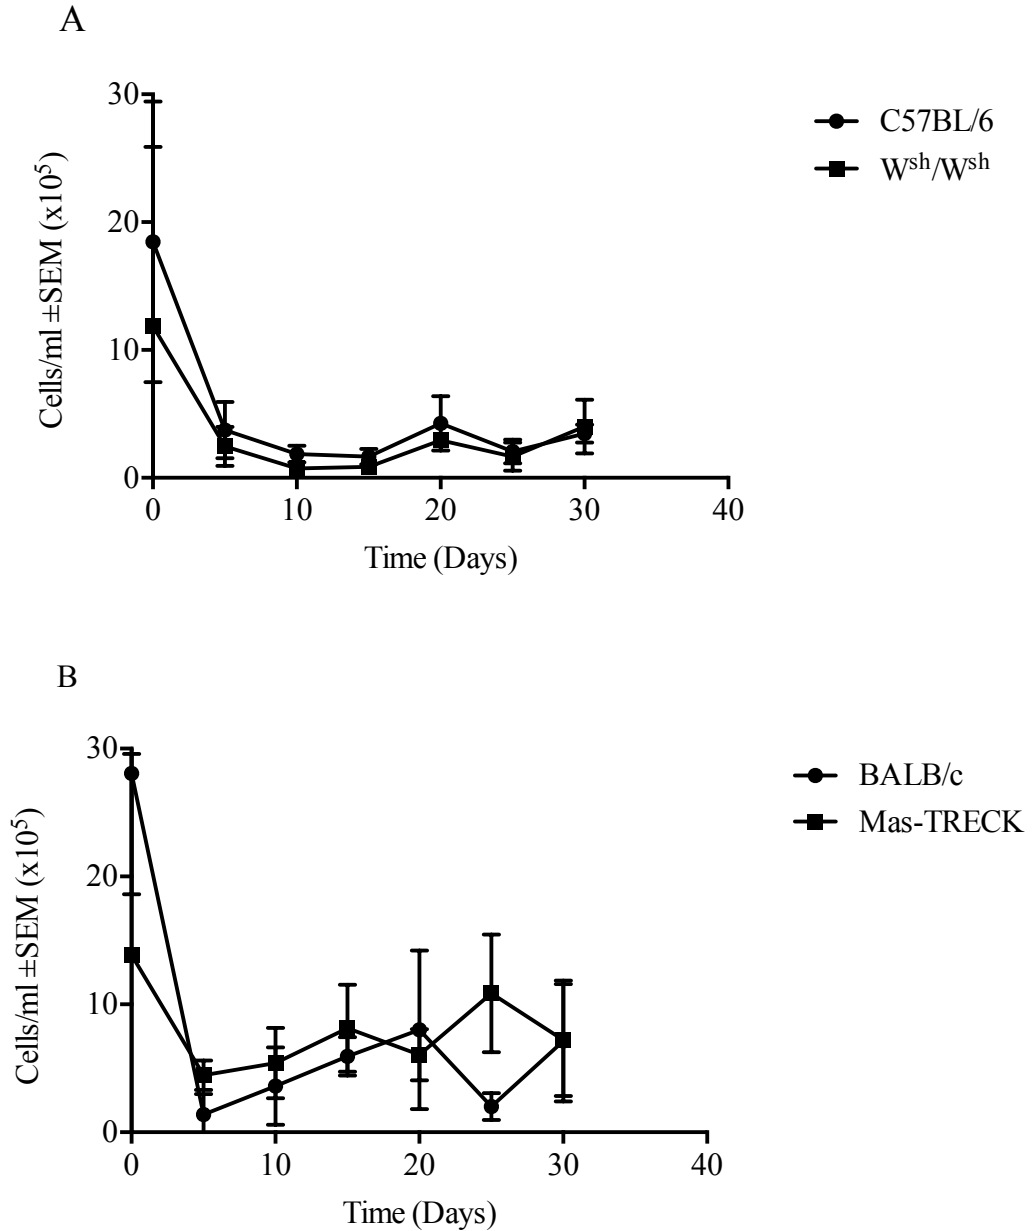 A
30
20
10
0
Cells/ml ±SEM (x10⁵)
0 10 20 30 40
Time (Days)
C57BL/6
Wˢʰ/Wˢʰ
B
30
20
10
0
Cells/ml ±SEM (x10⁵)
0 10 20 30 40
Time (Days)
BALB/c
Mas-TRECK